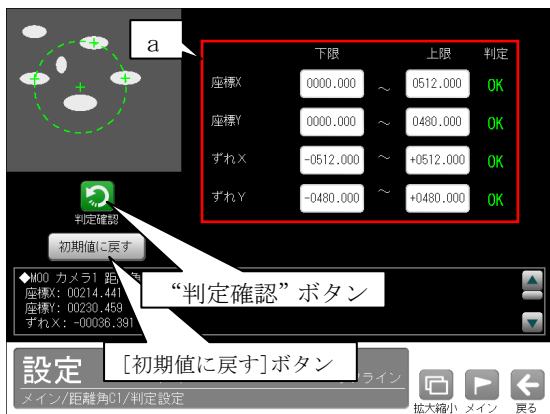 a
下限 上限 判定
座標X 0000.000 ~ 0512.000 OK
座標Y 0000.000 ~ 0480.000 OK
ずれX -0512.000 ~ +0512.000 OK
ずれY -0480.000 ~ +0480.000 OK
判定確認
初期値に戻す
◆M00 カメラ1 距離角
座標X: 00214.441
座標Y: 00230.459
ずれX: -00036.391
“判定確認”ボタン
[初期値に戻す]ボタン
設定
ライン
メイン/距離角C1/判定設定
拡大縮小 メイン 戻る